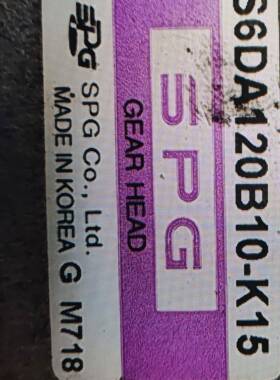 S6DA120B10-K15
SPG
GEAR HEAD
SPG SPG Co., Ltd.
MADE IN KOREA G M718